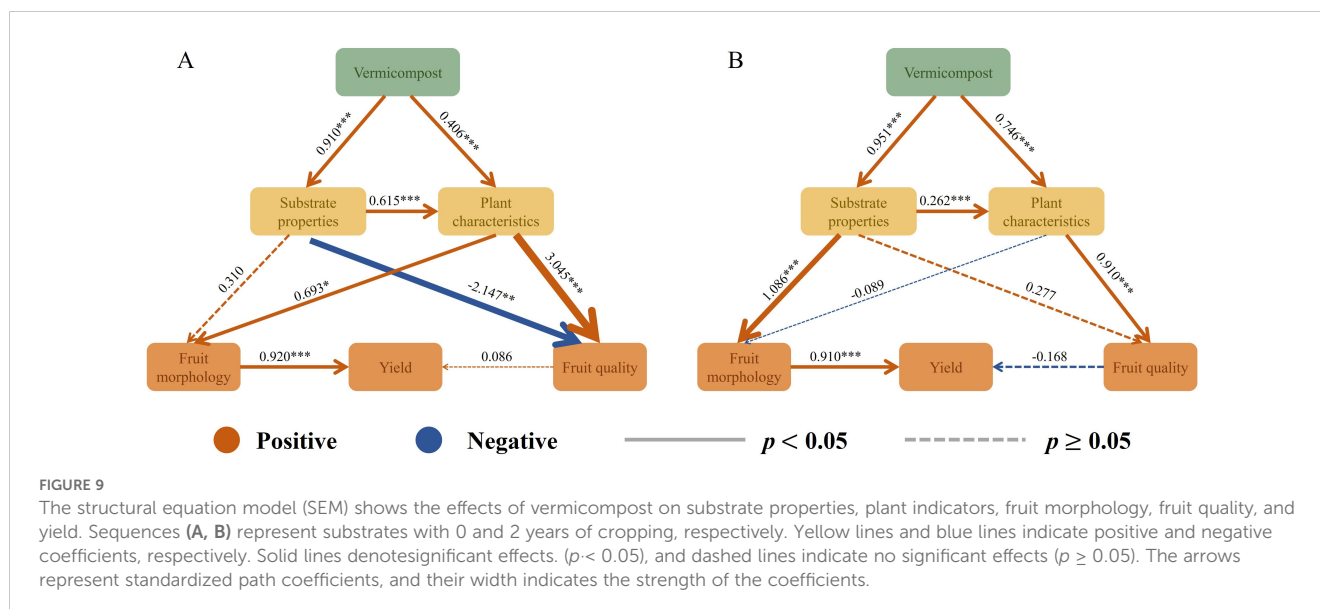 A
Vermicompost
0.910***
0.406***
Substrate
properties
0.615***
Plant
characteristics
0.310
0.693*
-2.147**
3.045***
Fruit
morphology
0.920***
Yield
0.086
Fruit quality
B
Vermicompost
0.951***
0.746***
Substrate
properties
0.262***
Plant
characteristics
1.086***
-0.089
0.277
0.910***
Fruit
morphology
0.910***
Yield
-0.168
Fruit quality
Positive
Negative
p < 0.05
p ≥ 0.05
FIGURE 9
The structural equation model (SEM) shows the effects of vermicompost on substrate properties, plant indicators, fruit morphology, fruit quality, and
yield. Sequences (A, B) represent substrates with 0 and 2 years of cropping, respectively. Yellow lines and blue lines indicate positive and negative
coefficients, respectively. Solid lines denotesignificant effects. (p·< 0.05), and dashed lines indicate no significant effects (p ≥ 0.05). The arrows
represent standardized path coefficients, and their width indicates the strength of the coefficients.